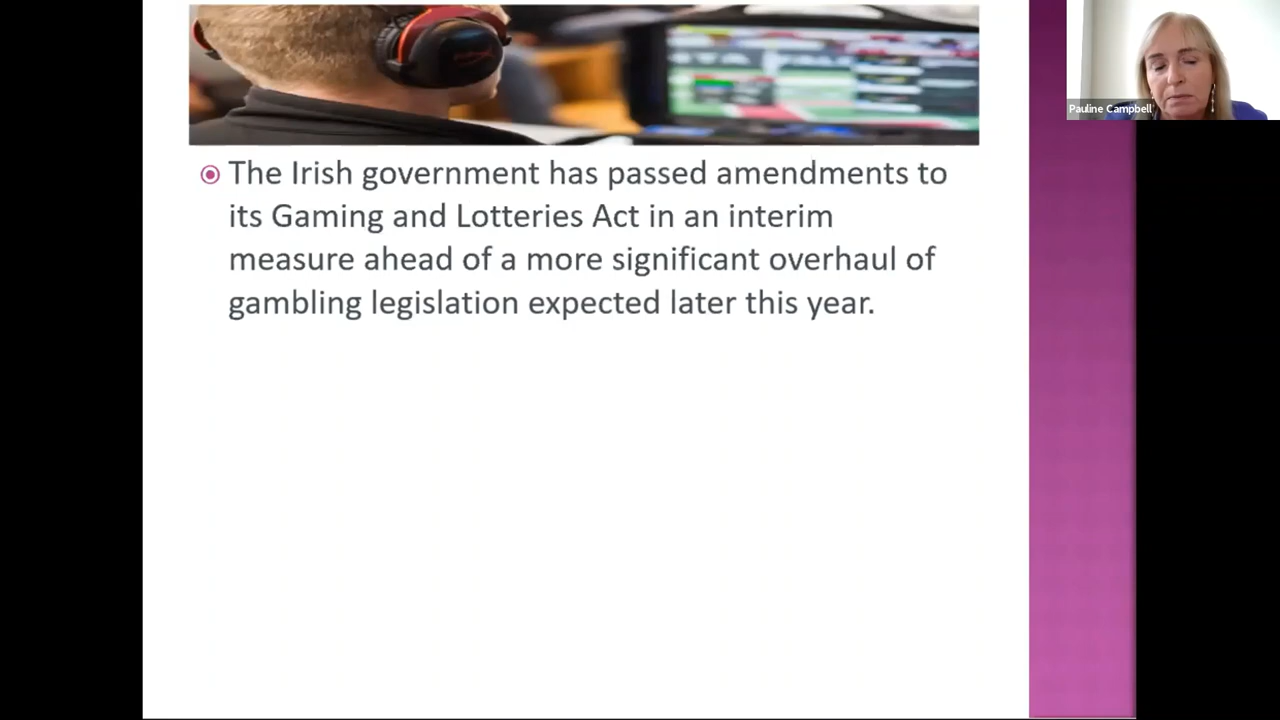 Pauline Campbell
The Irish government has passed amendments to
its Gaming and Lotteries Act in an interim
measure ahead of a more significant overhaul of
gambling legislation expected later this year.